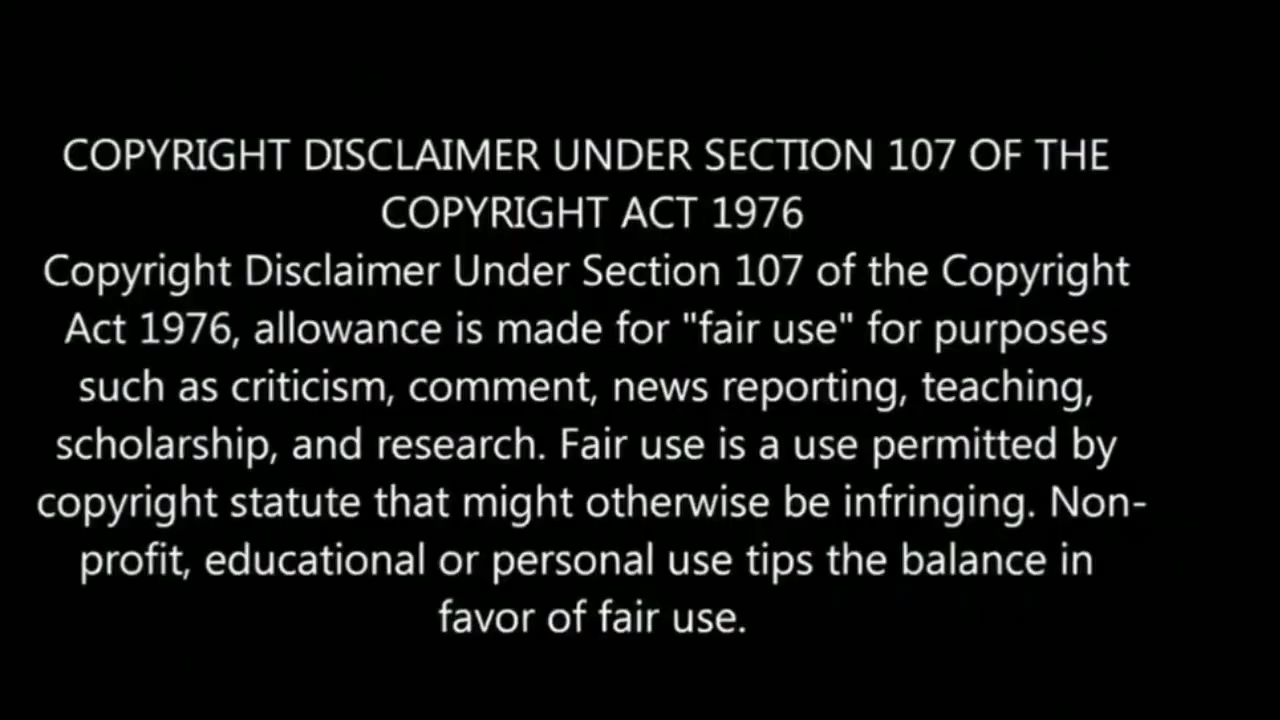 COPYRIGHT DISCLAIMER UNDER SECTION 107 OF THE
COPYRIGHT ACT 1976
Copyright Disclaimer Under Section 107 of the Copyright
Act 1976, allowance is made for "fair use" for purposes
such as criticism, comment, news reporting, teaching,
scholarship, and research. Fair use is a use permitted by
copyright statute that might otherwise be infringing. Non-
profit, educational or personal use tips the balance in
favor of fair use.